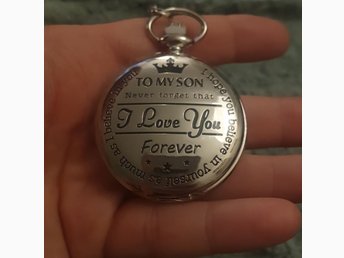 TO MY SON
Never forget that
I Love You
Forever
I hope you believe in yourself as much as I believe in you